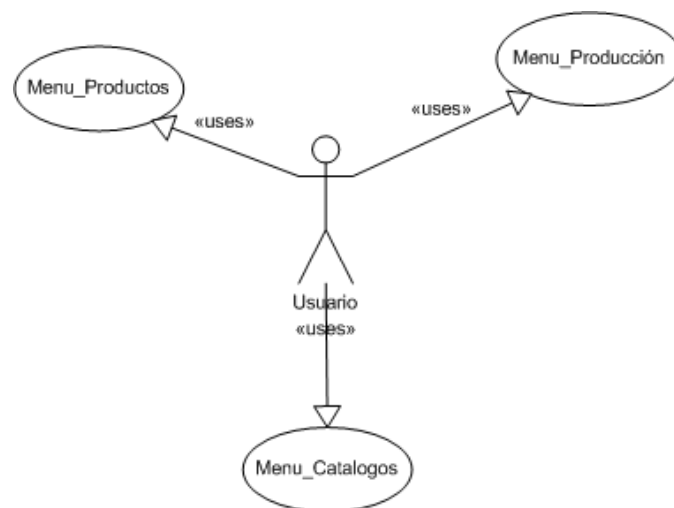 Menu_Producción
Menu_Productos
«uses»
«uses»
Usuario
«uses»
Menu_Catalogos